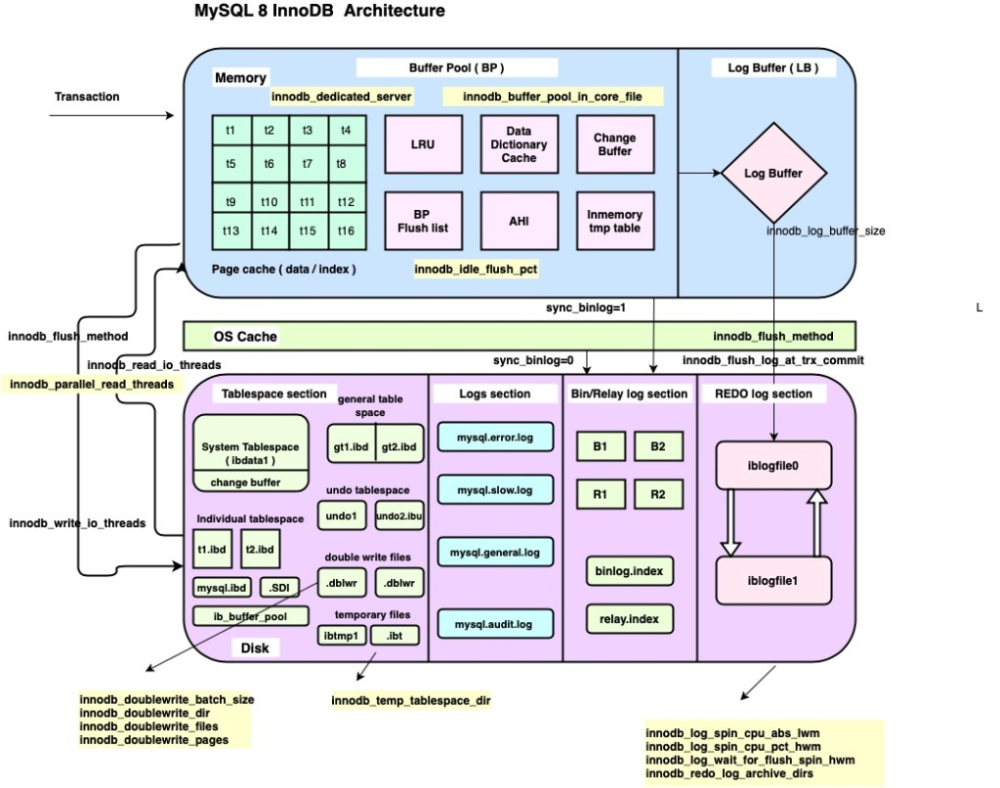 MySQL 8 InnoDB Architecture
Buffer Pool ( BP )
Log Buffer ( LB )
Memory
Transaction
innodb_dedicated_server
innodb_buffer_pool_in_core_file
t1 t2 t3 t4
t5 t6 t7 t8
t9 t10 t11 t12
t13 t14 t15 t16
LRU
Data
Dictionary
Cache
Change
Buffer
BP
Flush list
AHI
Inmemory
tmp table
Log Buffer
innodb_log_buffer_size
Page cache ( data / index )
innodb_idle_flush_pct
sync_binlog=1
L
innodb_flush_method
OS Cache
innodb_flush_method
innodb_read_io_threads
sync_binlog=0
innodb_flush_log_at_trx_commit
innodb_parallel_read_threads
Tablespace section
general table
space
Logs section
Bin/Relay log section
REDO log section
System Tablespace
( ibdata1 )
change buffer
gt1.ibd gt2.ibd
mysql.error.log
B1 B2
iblogfile0
undo tablespace
mysql.slow.log
R1 R2
undo1 undo2.ibu
innodb_write_io_threads
Individual tablespace
t1.ibd t2.ibd
double write files
mysql.general.log
binlog.index
iblogfile1
mysql.ibd .SDI
.dblwr .dblwr
ib_buffer_pool
temporary files
mysql.audit.log
relay.index
ibtmp1 .ibt
Disk
innodb_doublewrite_batch_size
innodb_doublewrite_dir
innodb_doublewrite_files
innodb_doublewrite_pages
innodb_temp_tablespace_dir
innodb_log_spin_cpu_abs_lwm
innodb_log_spin_cpu_pct_hwm
innodb_log_wait_for_flush_spin_hwm
innodb_redo_log_archive_dirs